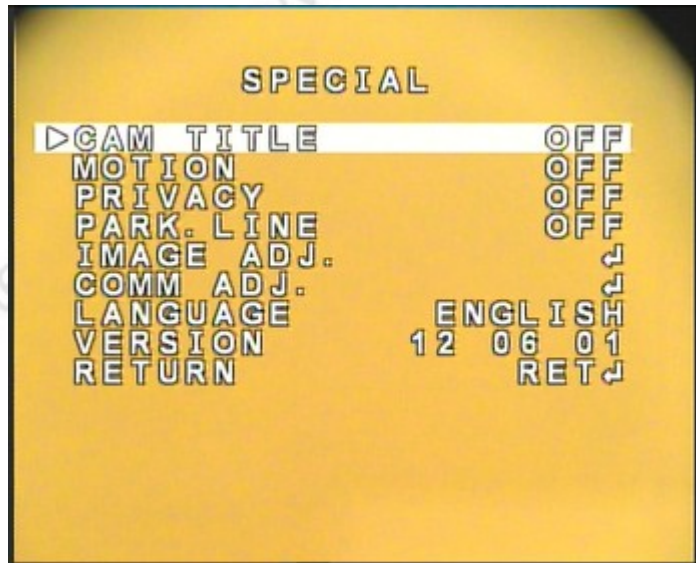 SPECIAL
▷CAM TITLE OFF
MOTION OFF
PRIVACY OFF
PARK. LINE OFF
IMAGE ADJ. ↲
COMM ADJ. ↲
LANGUAGE ENGLISH
VERSION 12 06 01
RETURN RET↲